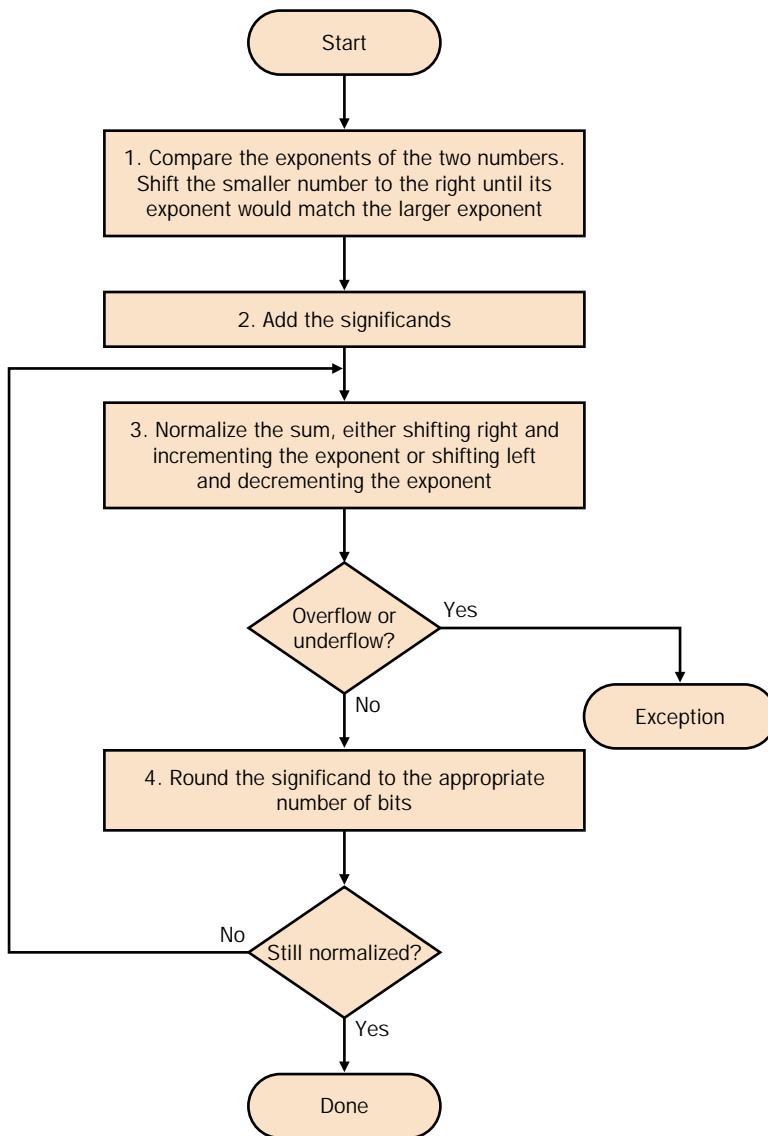 Start
1. Compare the exponents of the two numbers.
Shift the smaller number to the right until its
exponent would match the larger exponent
2. Add the significands
3. Normalize the sum, either shifting right and
incrementing the exponent or shifting left
and decrementing the exponent
Overflow or
underflow?
Yes
No
Exception
4. Round the significand to the appropriate
number of bits
No
Still normalized?
Yes
Done